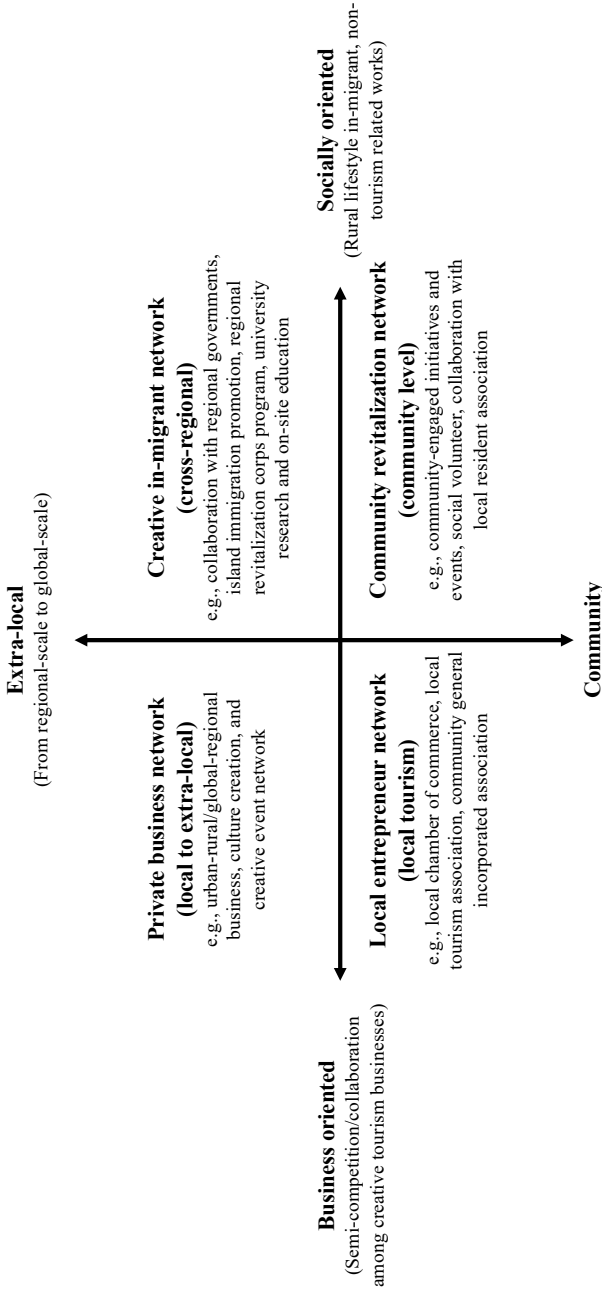 Extra-local
(From regional-scale to global-scale)
Private business network
(local to extra-local)
e.g., urban-rural/global-regional
business, culture creation, and
creative event network
Creative in-migrant network
(cross-regional)
e.g., collaboration with regional governments,
island immigration promotion, regional
revitalization corps program, university
research and on-site education
Business oriented
(Semi-competition/collaboration
among creative tourism businesses)
Socially oriented
(Rural lifestyle in-migrant, non-
tourism related works)
Local entrepreneur network
(local tourism)
e.g., local chamber of commerce, local
tourism association, community general
incorporated association
Community revitalization network
(community level)
e.g., community-engaged initiatives and
events, social volunteer, collaboration with
local resident association
Community